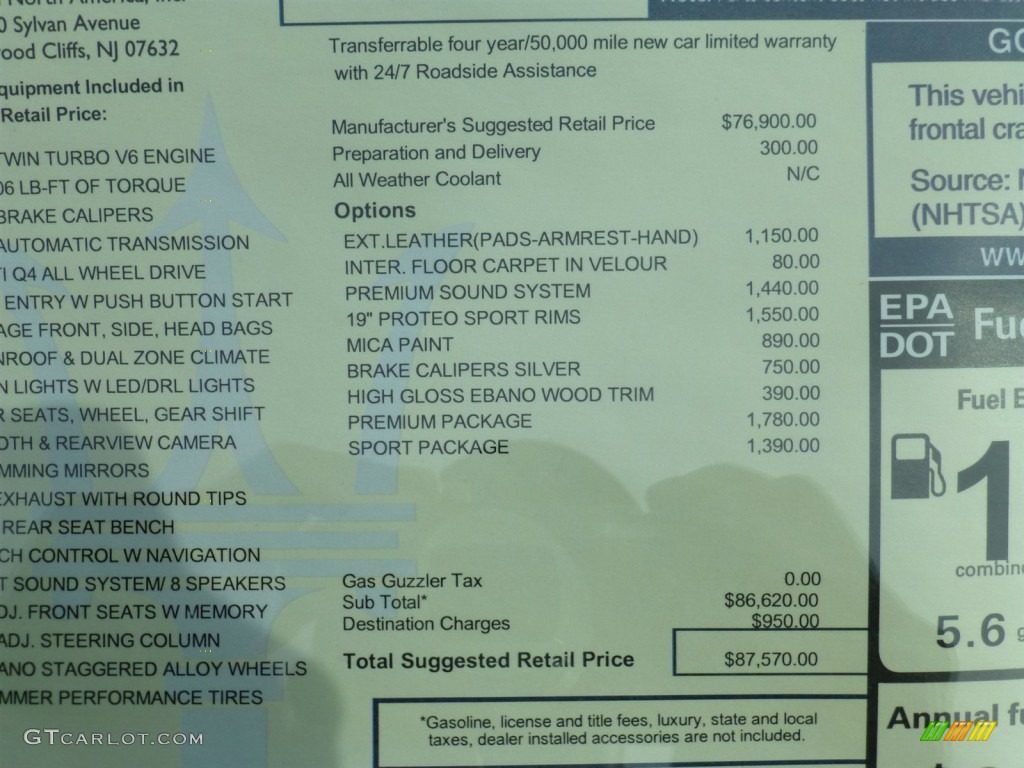 North America, Inc.
0 Sylvan Avenue
ood Cliffs, NJ 07632
quipment Included in
Retail Price:
TWIN TURBO V6 ENGINE
06 LB-FT OF TORQUE
BRAKE CALIPERS
AUTOMATIC TRANSMISSION
TI Q4 ALL WHEEL DRIVE
ENTRY W PUSH BUTTON START
AGE FRONT, SIDE, HEAD BAGS
NROOF & DUAL ZONE CLIMATE
N LIGHTS W LED/DRL LIGHTS
R SEATS, WHEEL, GEAR SHIFT
OTH & REARVIEW CAMERA
MMING MIRRORS
EXHAUST WITH ROUND TIPS
REAR SEAT BENCH
CH CONTROL W NAVIGATION
T SOUND SYSTEM/ 8 SPEAKERS
DJ. FRONT SEATS W MEMORY
ADJ. STEERING COLUMN
ANO STAGGERED ALLOY WHEELS
MMER PERFORMANCE TIRES
Transferrable four year/50,000 mile new car limited warranty
with 24/7 Roadside Assistance
Manufacturer's Suggested Retail Price $76,900.00
Preparation and Delivery 300.00
All Weather Coolant N/C
Options
EXT.LEATHER(PADS-ARMREST-HAND) 1,150.00
INTER. FLOOR CARPET IN VELOUR 80.00
PREMIUM SOUND SYSTEM 1,440.00
19" PROTEO SPORT RIMS 1,550.00
MICA PAINT 890.00
BRAKE CALIPERS SILVER 750.00
HIGH GLOSS EBANO WOOD TRIM 390.00
PREMIUM PACKAGE 1,780.00
SPORT PACKAGE 1,390.00
Gas Guzzler Tax 0.00
Sub Total* $86,620.00
Destination Charges $950.00
Total Suggested Retail Price $87,570.00
*Gasoline, license and title fees, luxury, state and local
taxes, dealer installed accessories are not included.
GO
This vehi
frontal cra
Source: N
(NHTSA)
ww
EPA
DOT
Fue
Fuel E
1
combine
5.6 g
Annual fu
GTCARLOT.COM